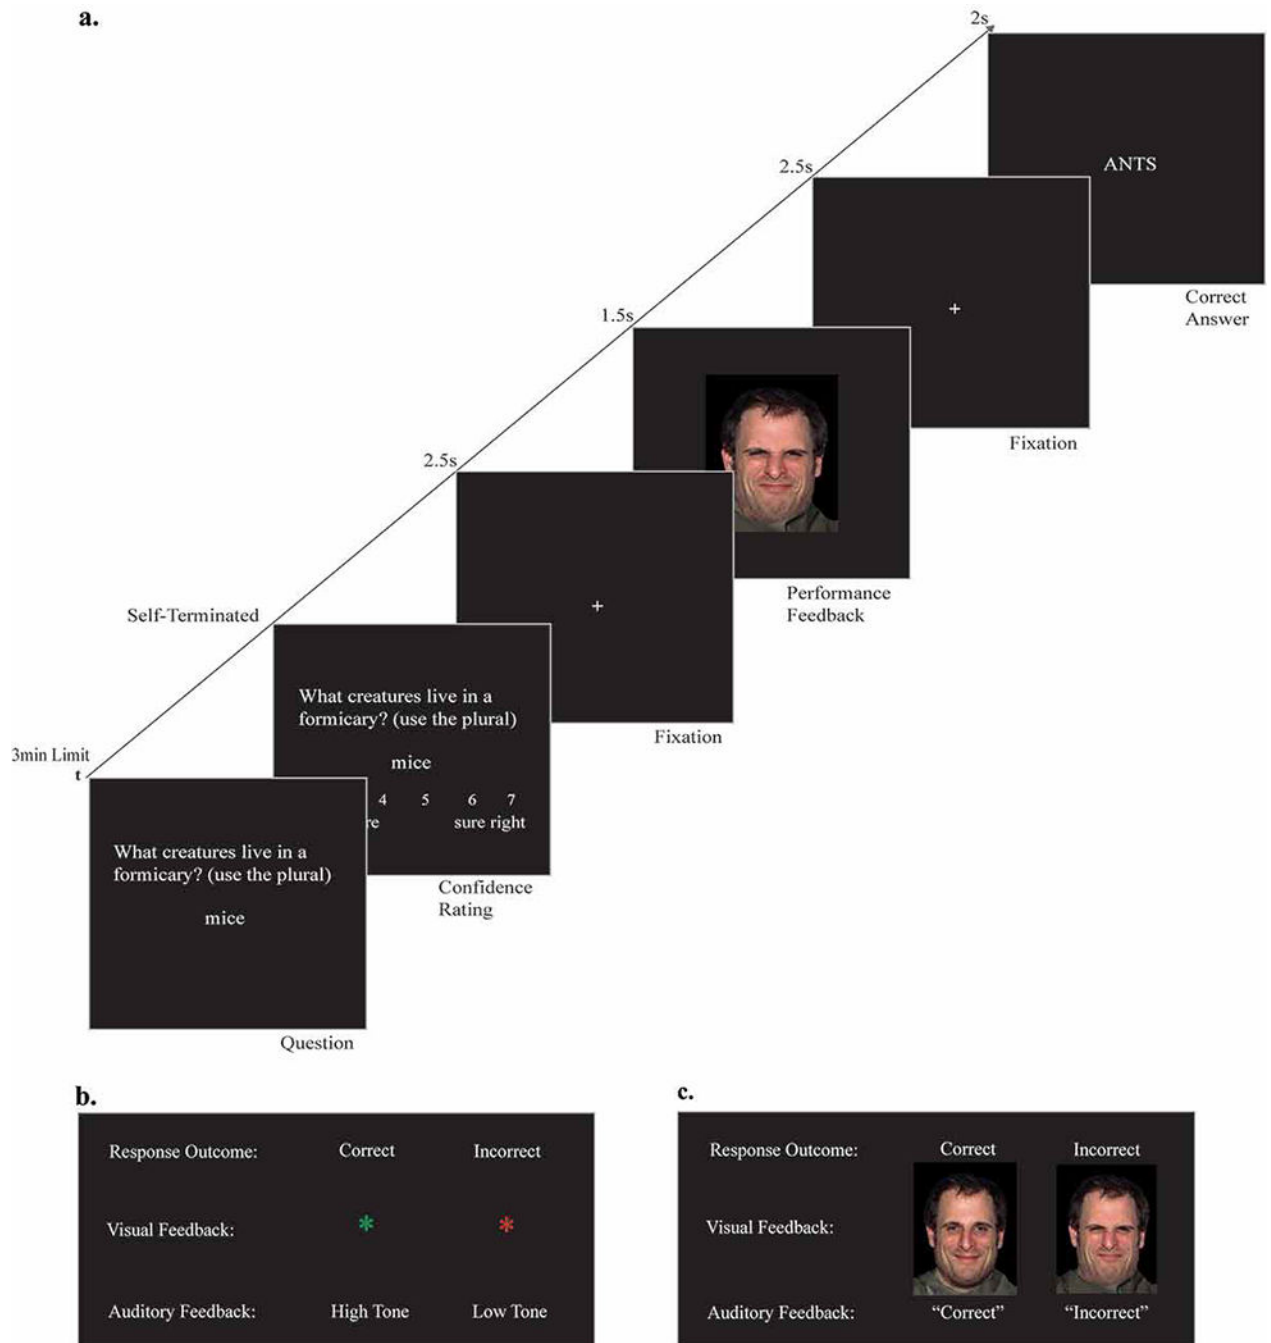 a.
2s
ANTS
2.5s
Correct
Answer
1.5s
+
Fixation
2.5s
Performance
Feedback
Self-Terminated
+
What creatures live in a
formicary? (use the plural)
Fixation
mice
3min Limit
t
4 5 6 7
re sure right
What creatures live in a
formicary? (use the plural)
Confidence
Rating
mice
Question
b.
Response Outcome: Correct Incorrect
Visual Feedback: * *
Auditory Feedback: High Tone Low Tone
c.
Response Outcome: Correct Incorrect
Visual Feedback:
Auditory Feedback: “Correct” “Incorrect”